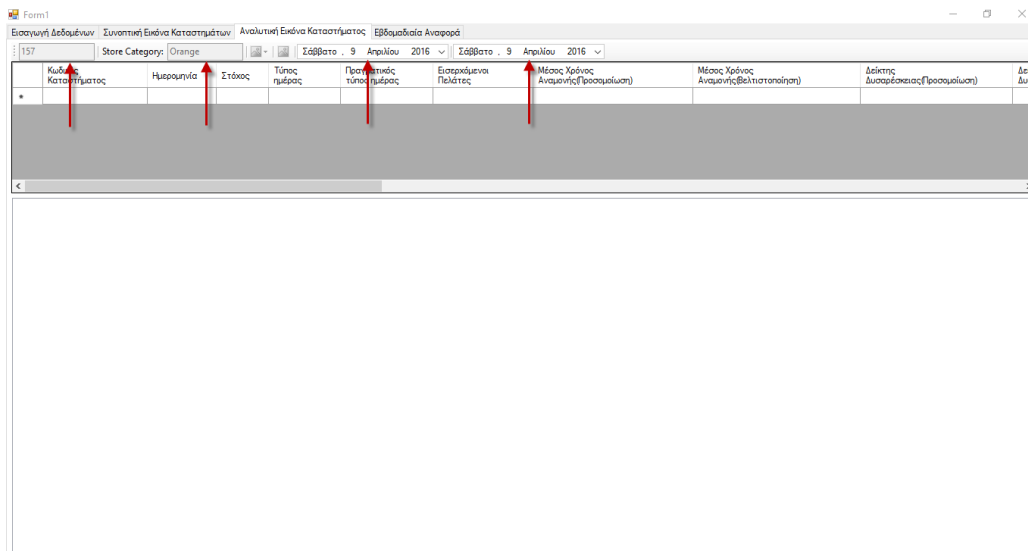 Form1
Εισαγωγή Δεδομένων Συνοπτική Εικόνα Καταστημάτων Αναλυτική Εικόνα Καταστήματος Εβδομαδιαία Αναφορά
157 Store Category: Orange Σάββατο , 9 Απριλίου 2016 Σάββατο , 9 Απριλίου 2016
Κωδικός Καταστήματος
Ημερομηνία
Στόχος
Τύπος ημέρας
Πραγματικός τύπος ημέρας
Εισερχόμενοι Πελάτες
Μέσος Χρόνος Αναμονής(Προσομοίωση)
Μέσος Χρόνος Αναμονής(Βελτιστοποίηση)
Δείκτης Δυσαρέσκειας(Προσομοίωση)